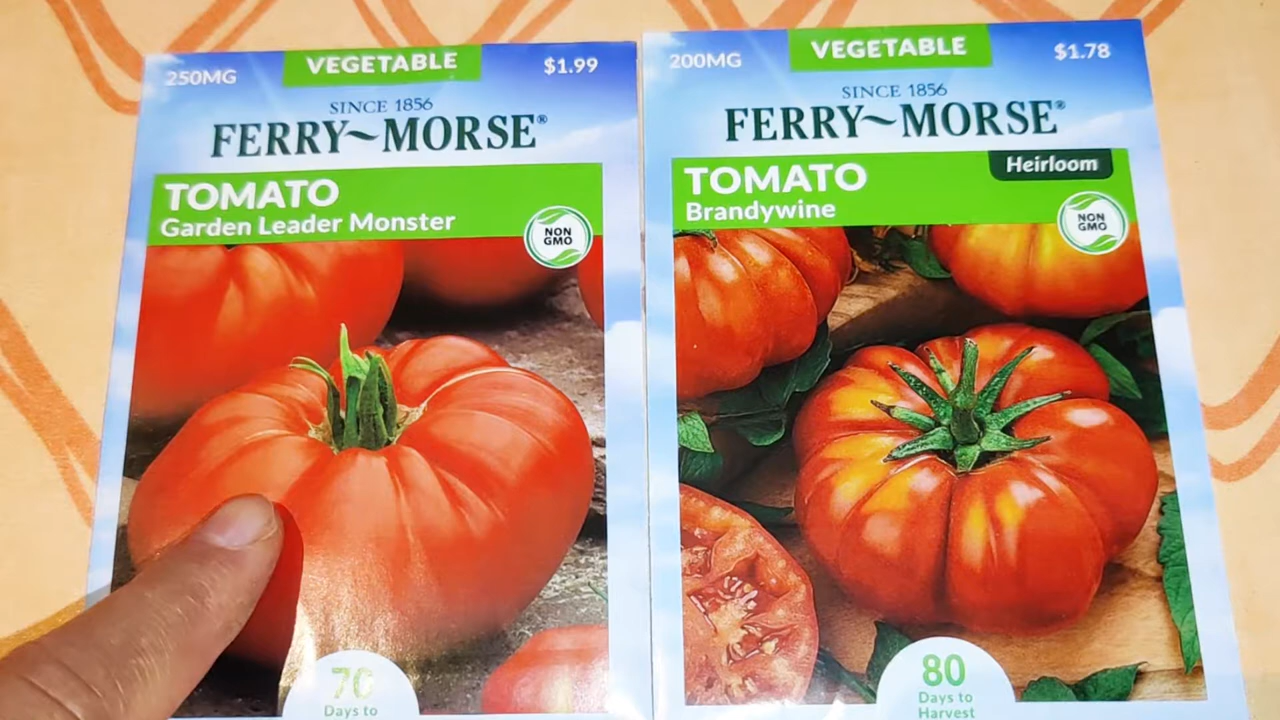 250MG
VEGETABLE
$1.99
SINCE 1856
FERRY~MORSE®
TOMATO
Garden Leader Monster
NON
GMO
70
Days to
200MG
VEGETABLE
$1.78
SINCE 1856
FERRY~MORSE®
Heirloom
TOMATO
Brandywine
NON
GMO
80
Days to
Harvest